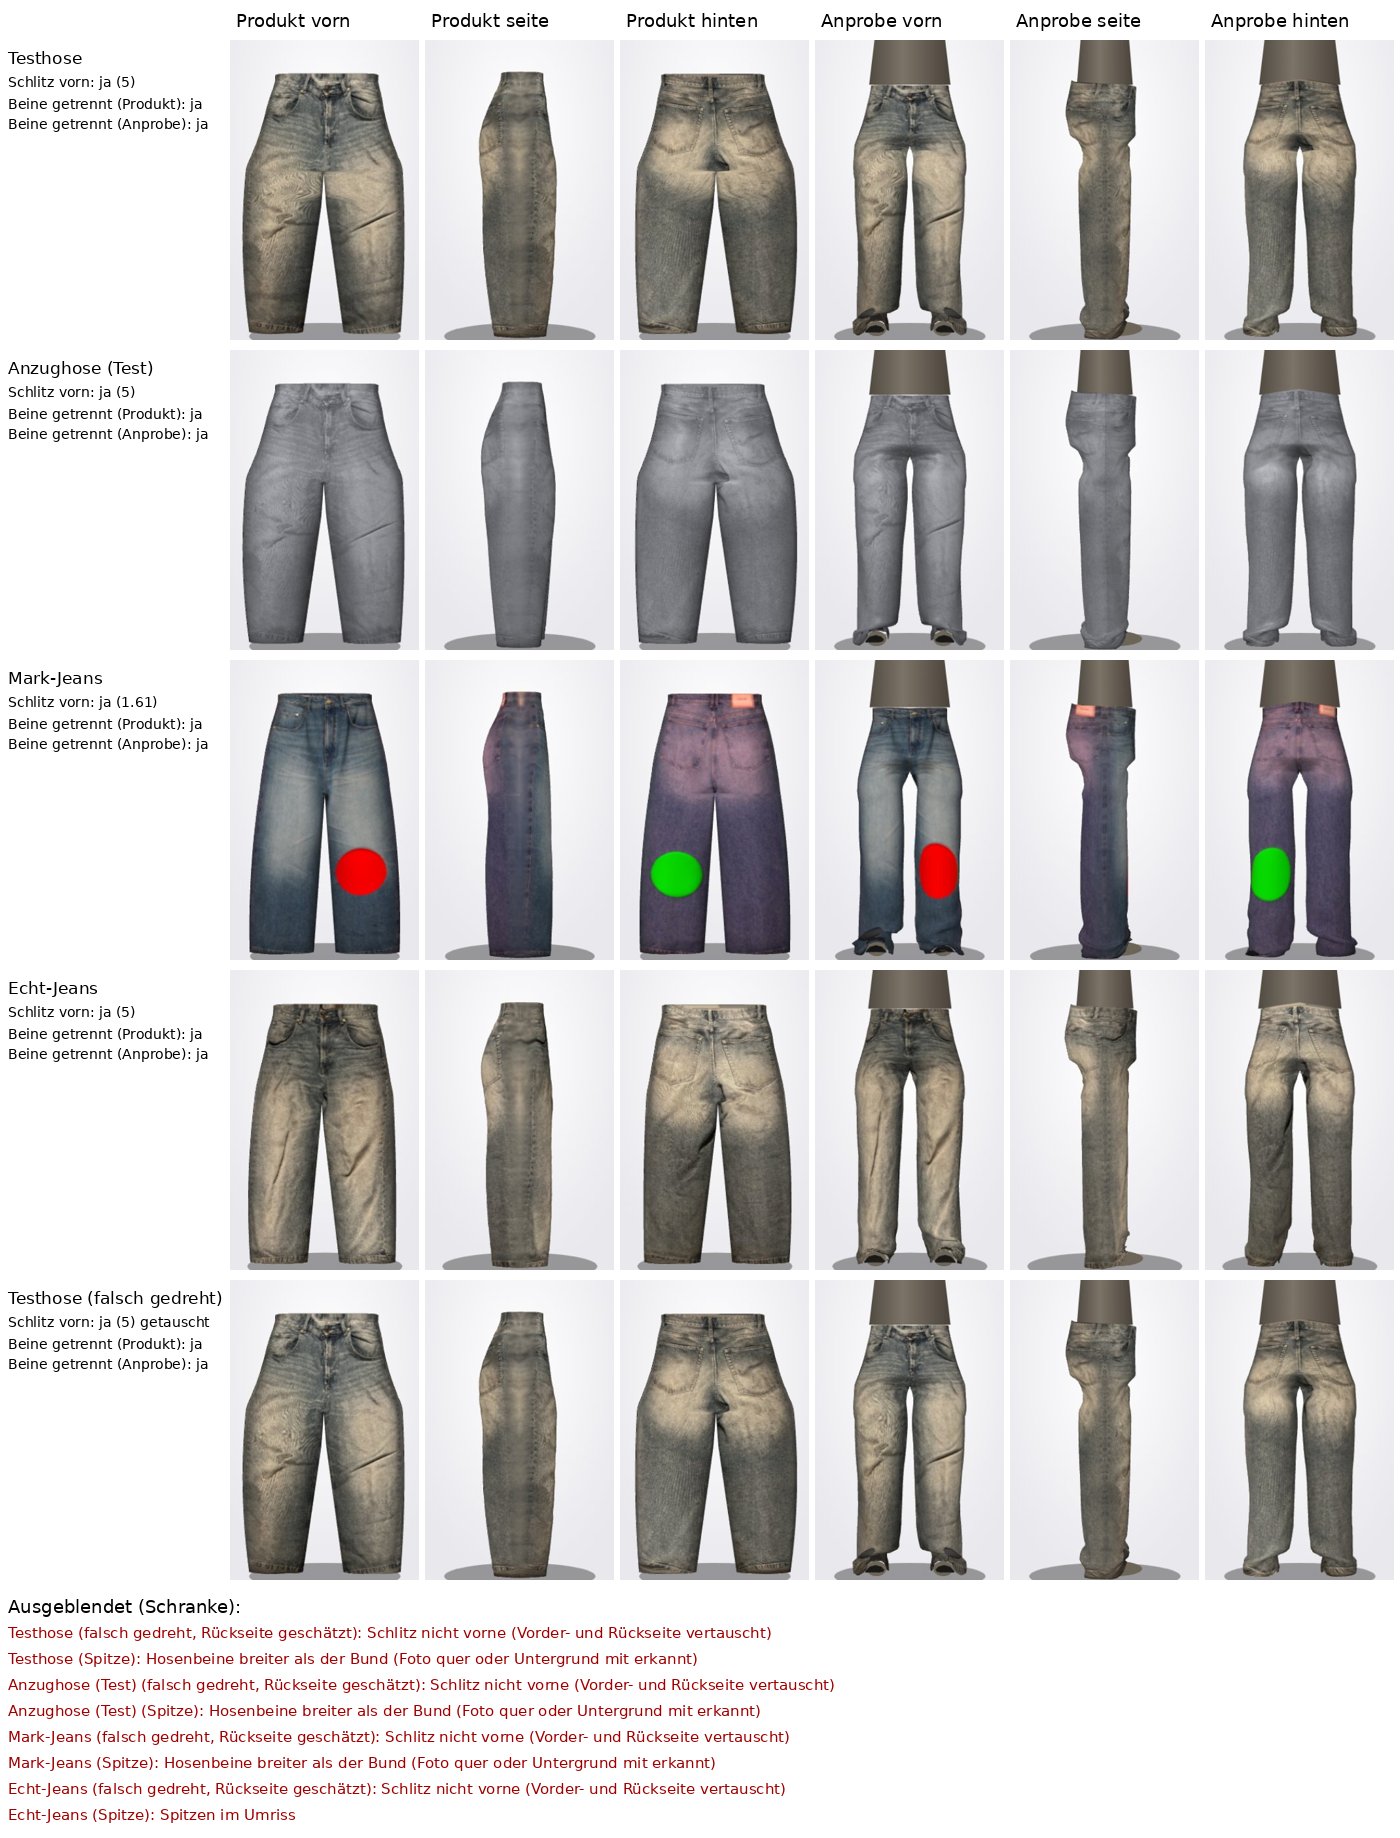 Produkt vorn Produkt seite Produkt hinten Anprobe vorn Anprobe seite Anprobe hinten
Testhose
Schlitz vorn: ja (5)
Beine getrennt (Produkt): ja
Beine getrennt (Anprobe): ja
Anzughose (Test)
Schlitz vorn: ja (5)
Beine getrennt (Produkt): ja
Beine getrennt (Anprobe): ja
Mark-Jeans
Schlitz vorn: ja (1.61)
Beine getrennt (Produkt): ja
Beine getrennt (Anprobe): ja
Echt-Jeans
Schlitz vorn: ja (5)
Beine getrennt (Produkt): ja
Beine getrennt (Anprobe): ja
Testhose (falsch gedreht)
Schlitz vorn: ja (5) getauscht
Beine getrennt (Produkt): ja
Beine getrennt (Anprobe): ja
Ausgeblendet (Schranke):
Testhose (falsch gedreht, Rückseite geschätzt): Schlitz nicht vorne (Vorder- und Rückseite vertauscht)
Testhose (Spitze): Hosenbeine breiter als der Bund (Foto quer oder Untergrund mit erkannt)
Anzughose (Test) (falsch gedreht, Rückseite geschätzt): Schlitz nicht vorne (Vorder- und Rückseite vertauscht)
Anzughose (Test) (Spitze): Hosenbeine breiter als der Bund (Foto quer oder Untergrund mit erkannt)
Mark-Jeans (falsch gedreht, Rückseite geschätzt): Schlitz nicht vorne (Vorder- und Rückseite vertauscht)
Mark-Jeans (Spitze): Hosenbeine breiter als der Bund (Foto quer oder Untergrund mit erkannt)
Echt-Jeans (falsch gedreht, Rückseite geschätzt): Schlitz nicht vorne (Vorder- und Rückseite vertauscht)
Echt-Jeans (Spitze): Spitzen im Umriss